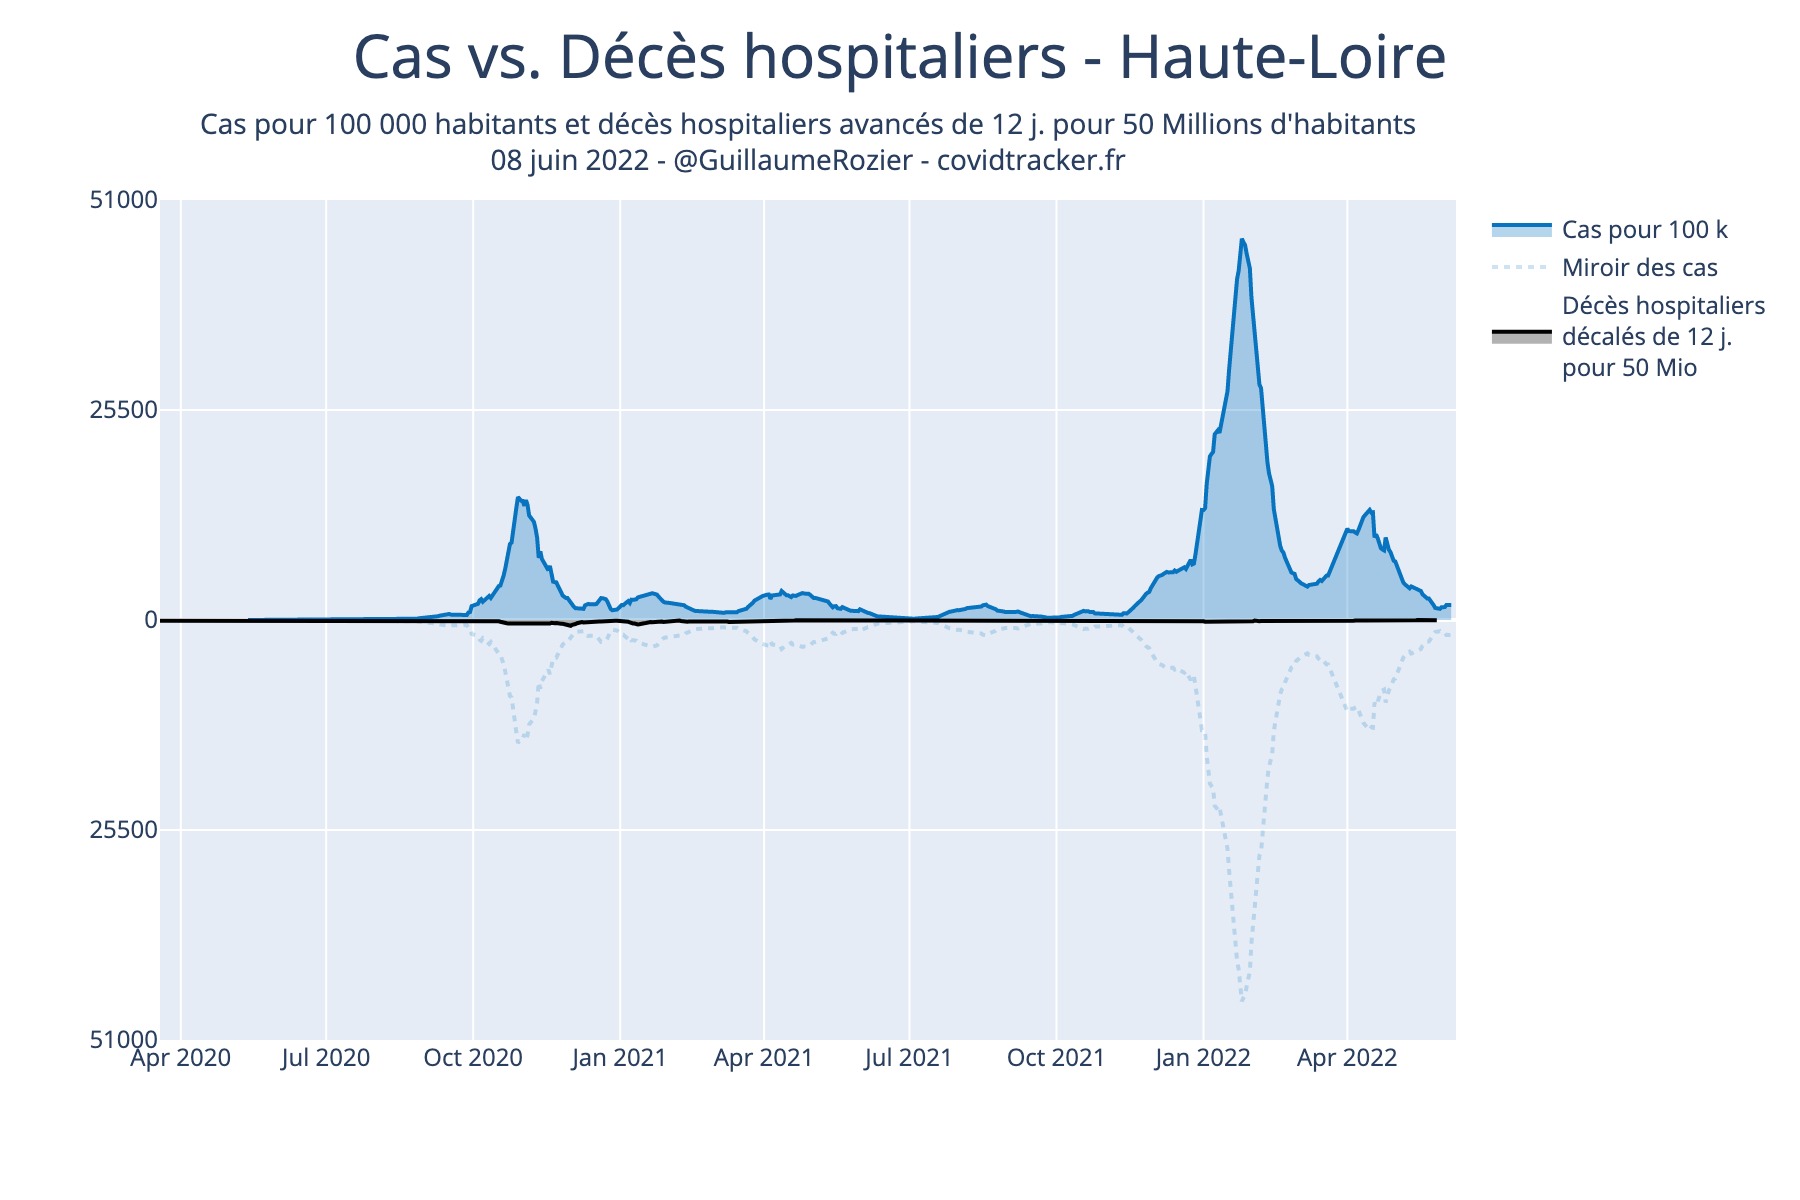 Cas vs. Décès hospitaliers - Haute-Loire
Cas pour 100 000 habitants et décès hospitaliers avancés de 12 j. pour 50 Millions d'habitants
08 juin 2022 - @GuillaumeRozier - covidtracker.fr
51000
25500
0
25500
51000
Apr 2020
Jul 2020
Oct 2020
Jan 2021
Apr 2021
Jul 2021
Oct 2021
Jan 2022
Apr 2022
Cas pour 100 k
Miroir des cas
Décès hospitaliers
décalés de 12 j.
pour 50 Mio